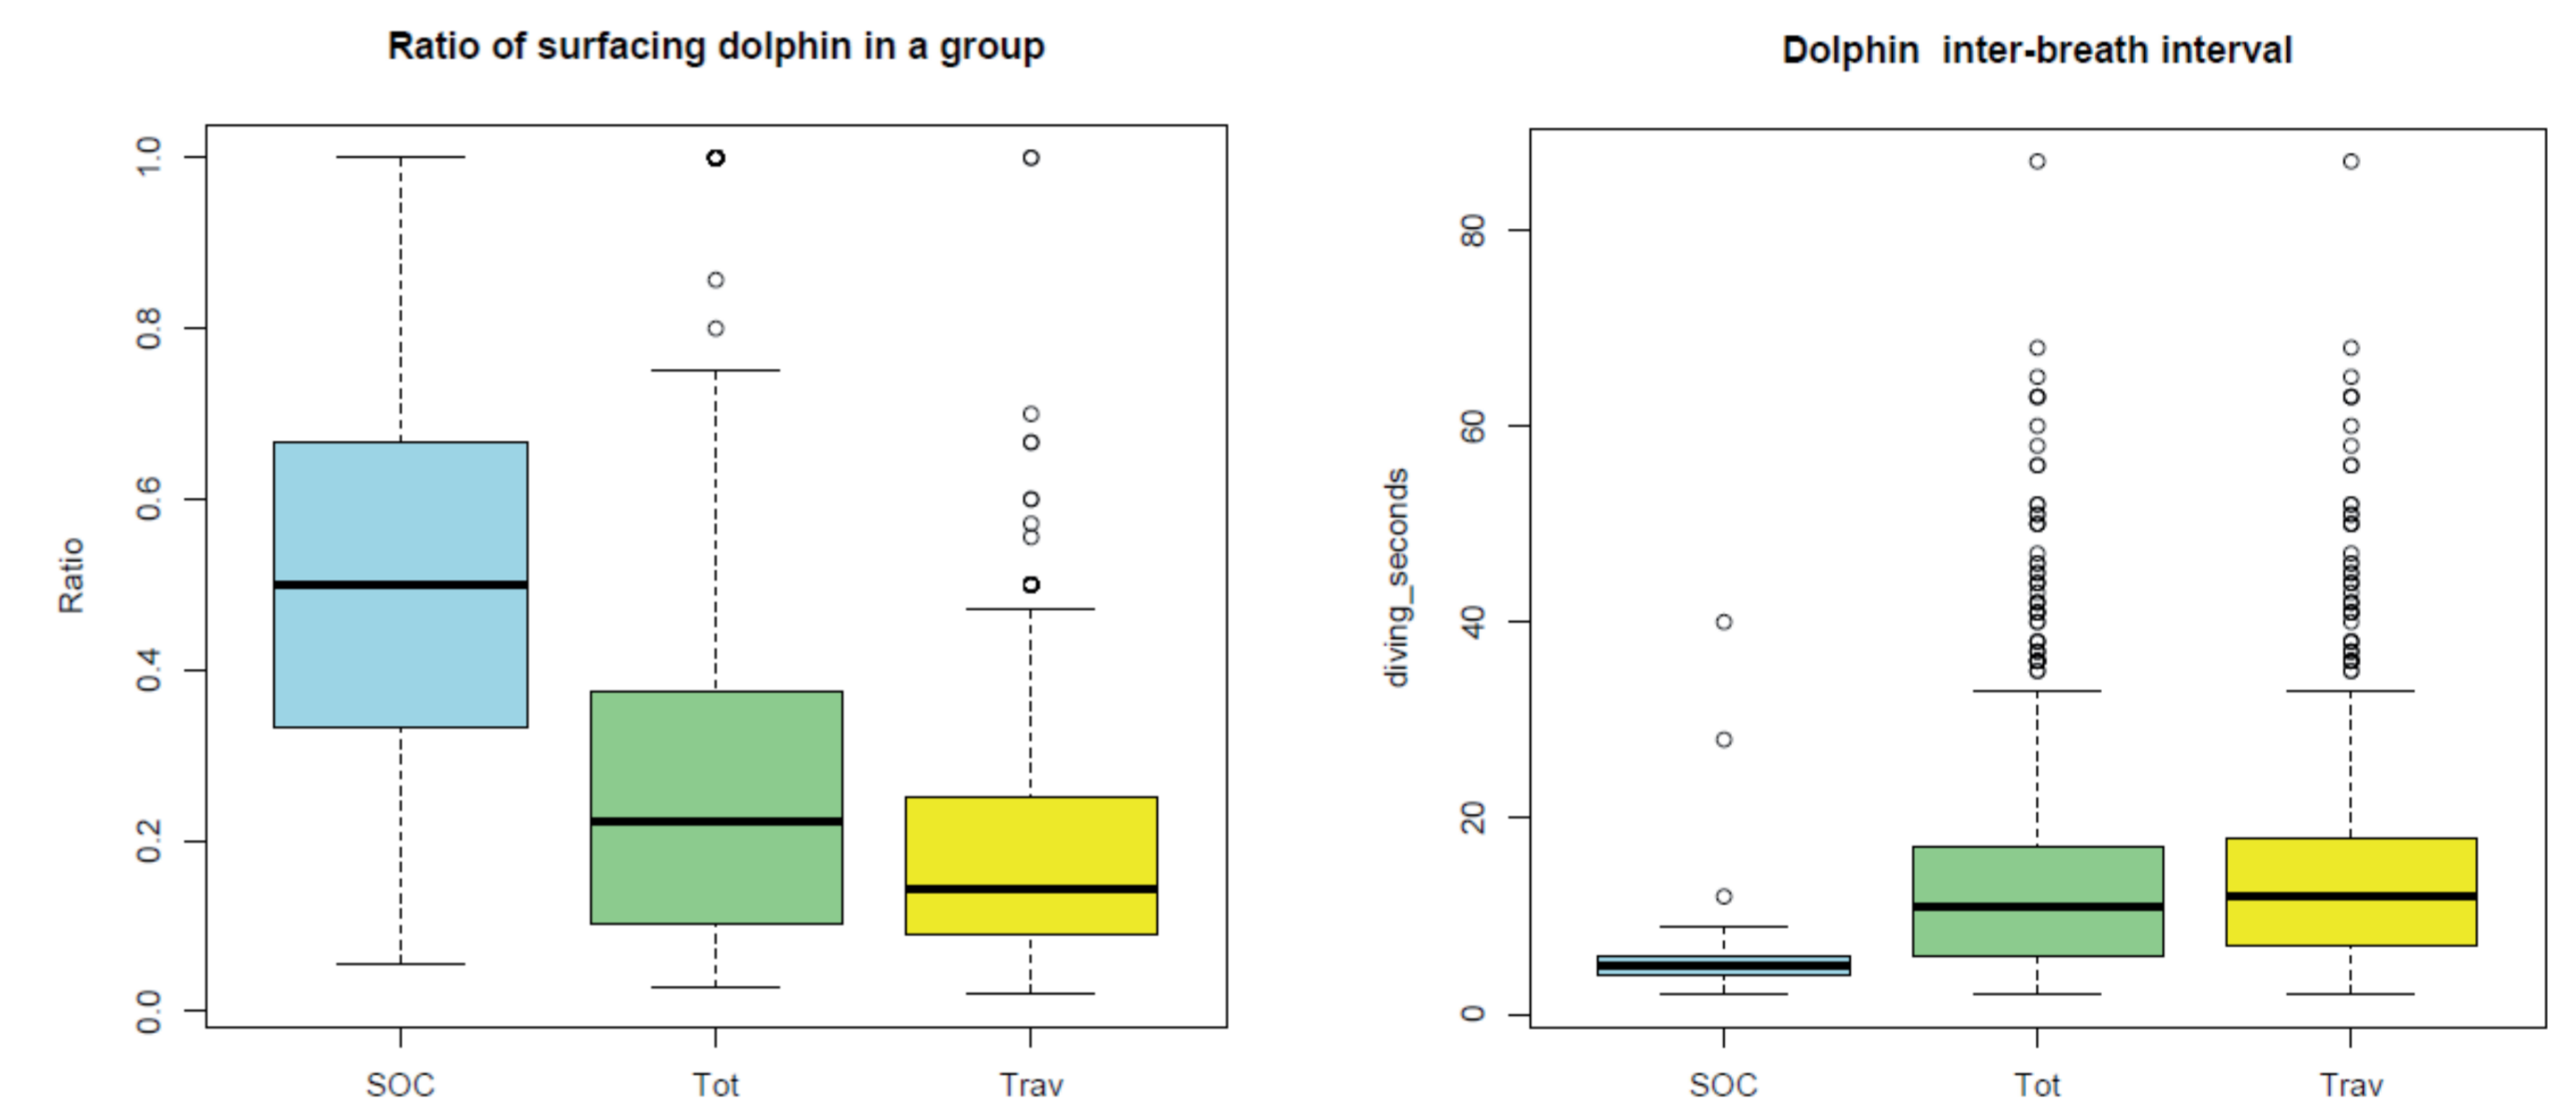 Ratio of surfacing dolphin in a group
Ratio
1.0
0.8
0.6
0.4
0.2
0.0
SOC Tot Trav
Dolphin inter-breath interval
diving_seconds
80
60
40
20
0
SOC Tot Trav